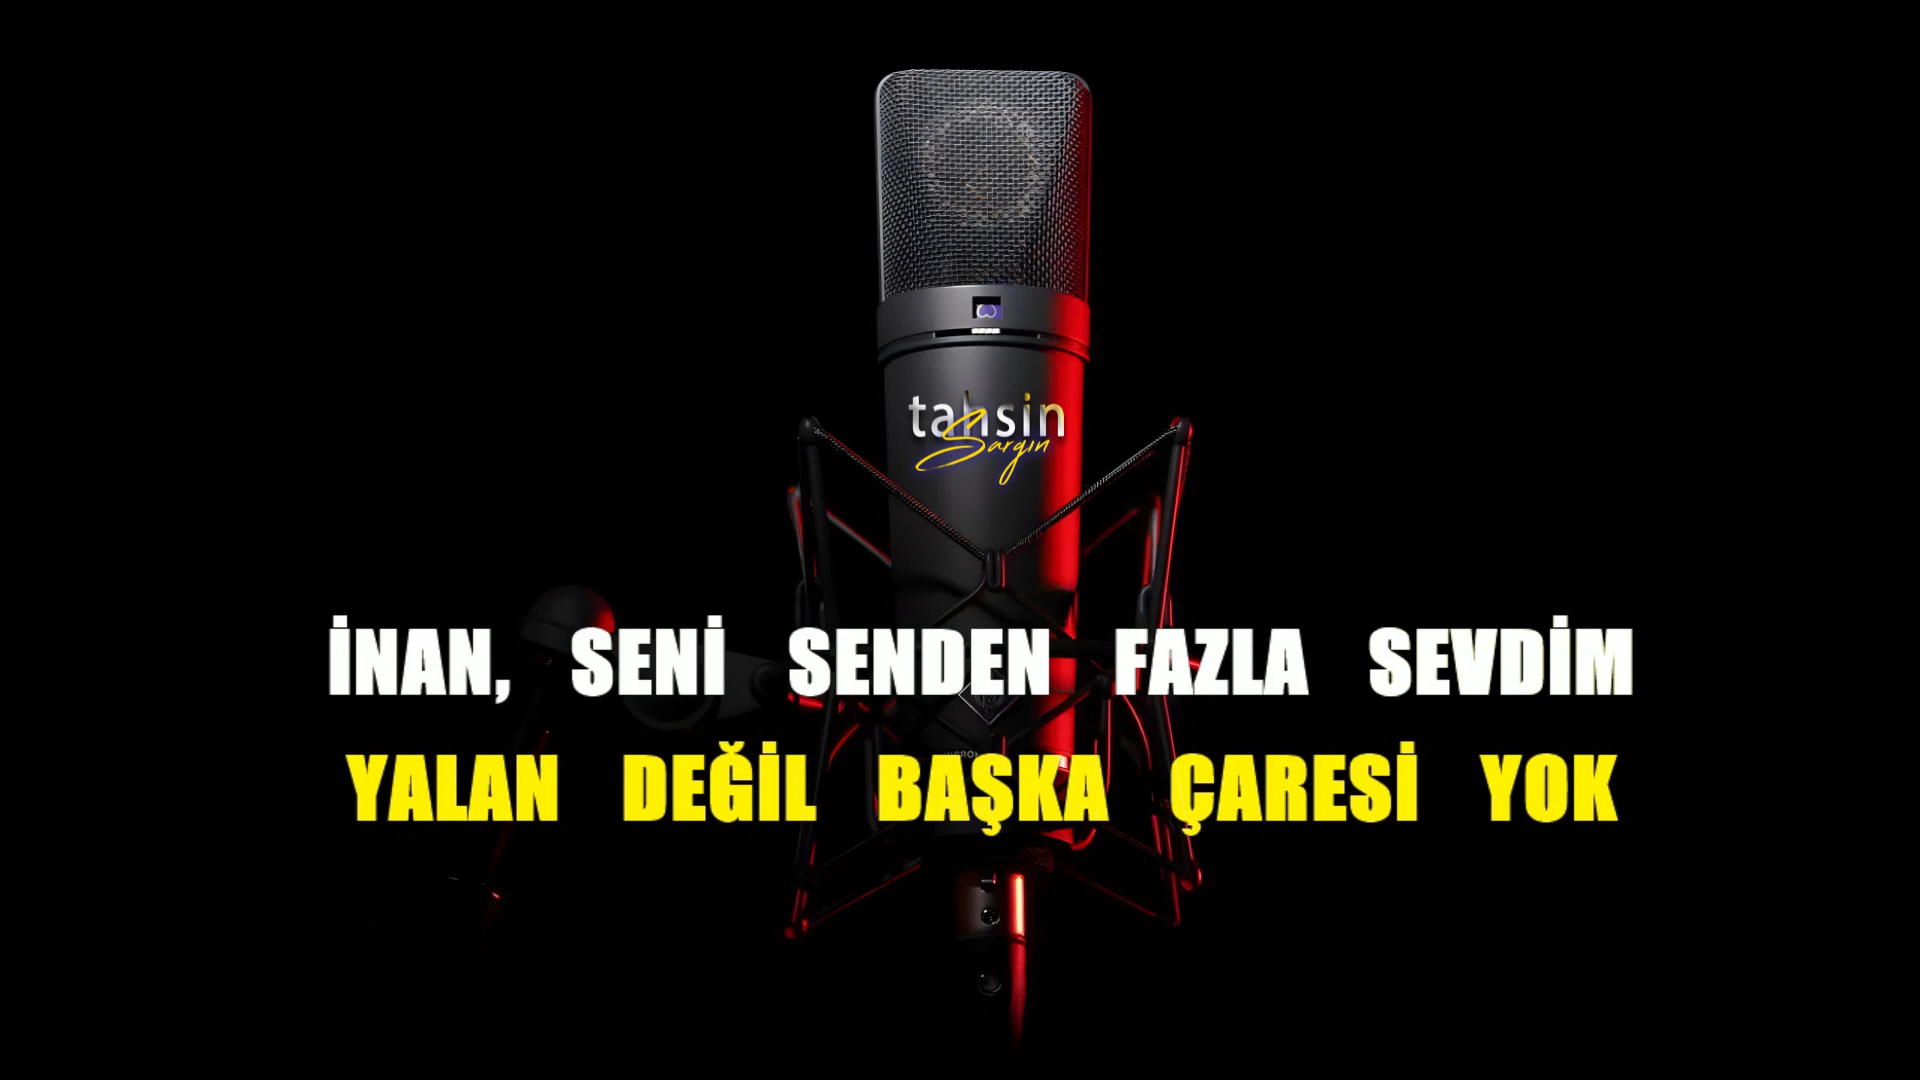 tahsin
Sargın
İNAN, SENİ SENDEN FAZLA SEVDİM
YALAN DEĞİL BAŞKA ÇARESİ YOK